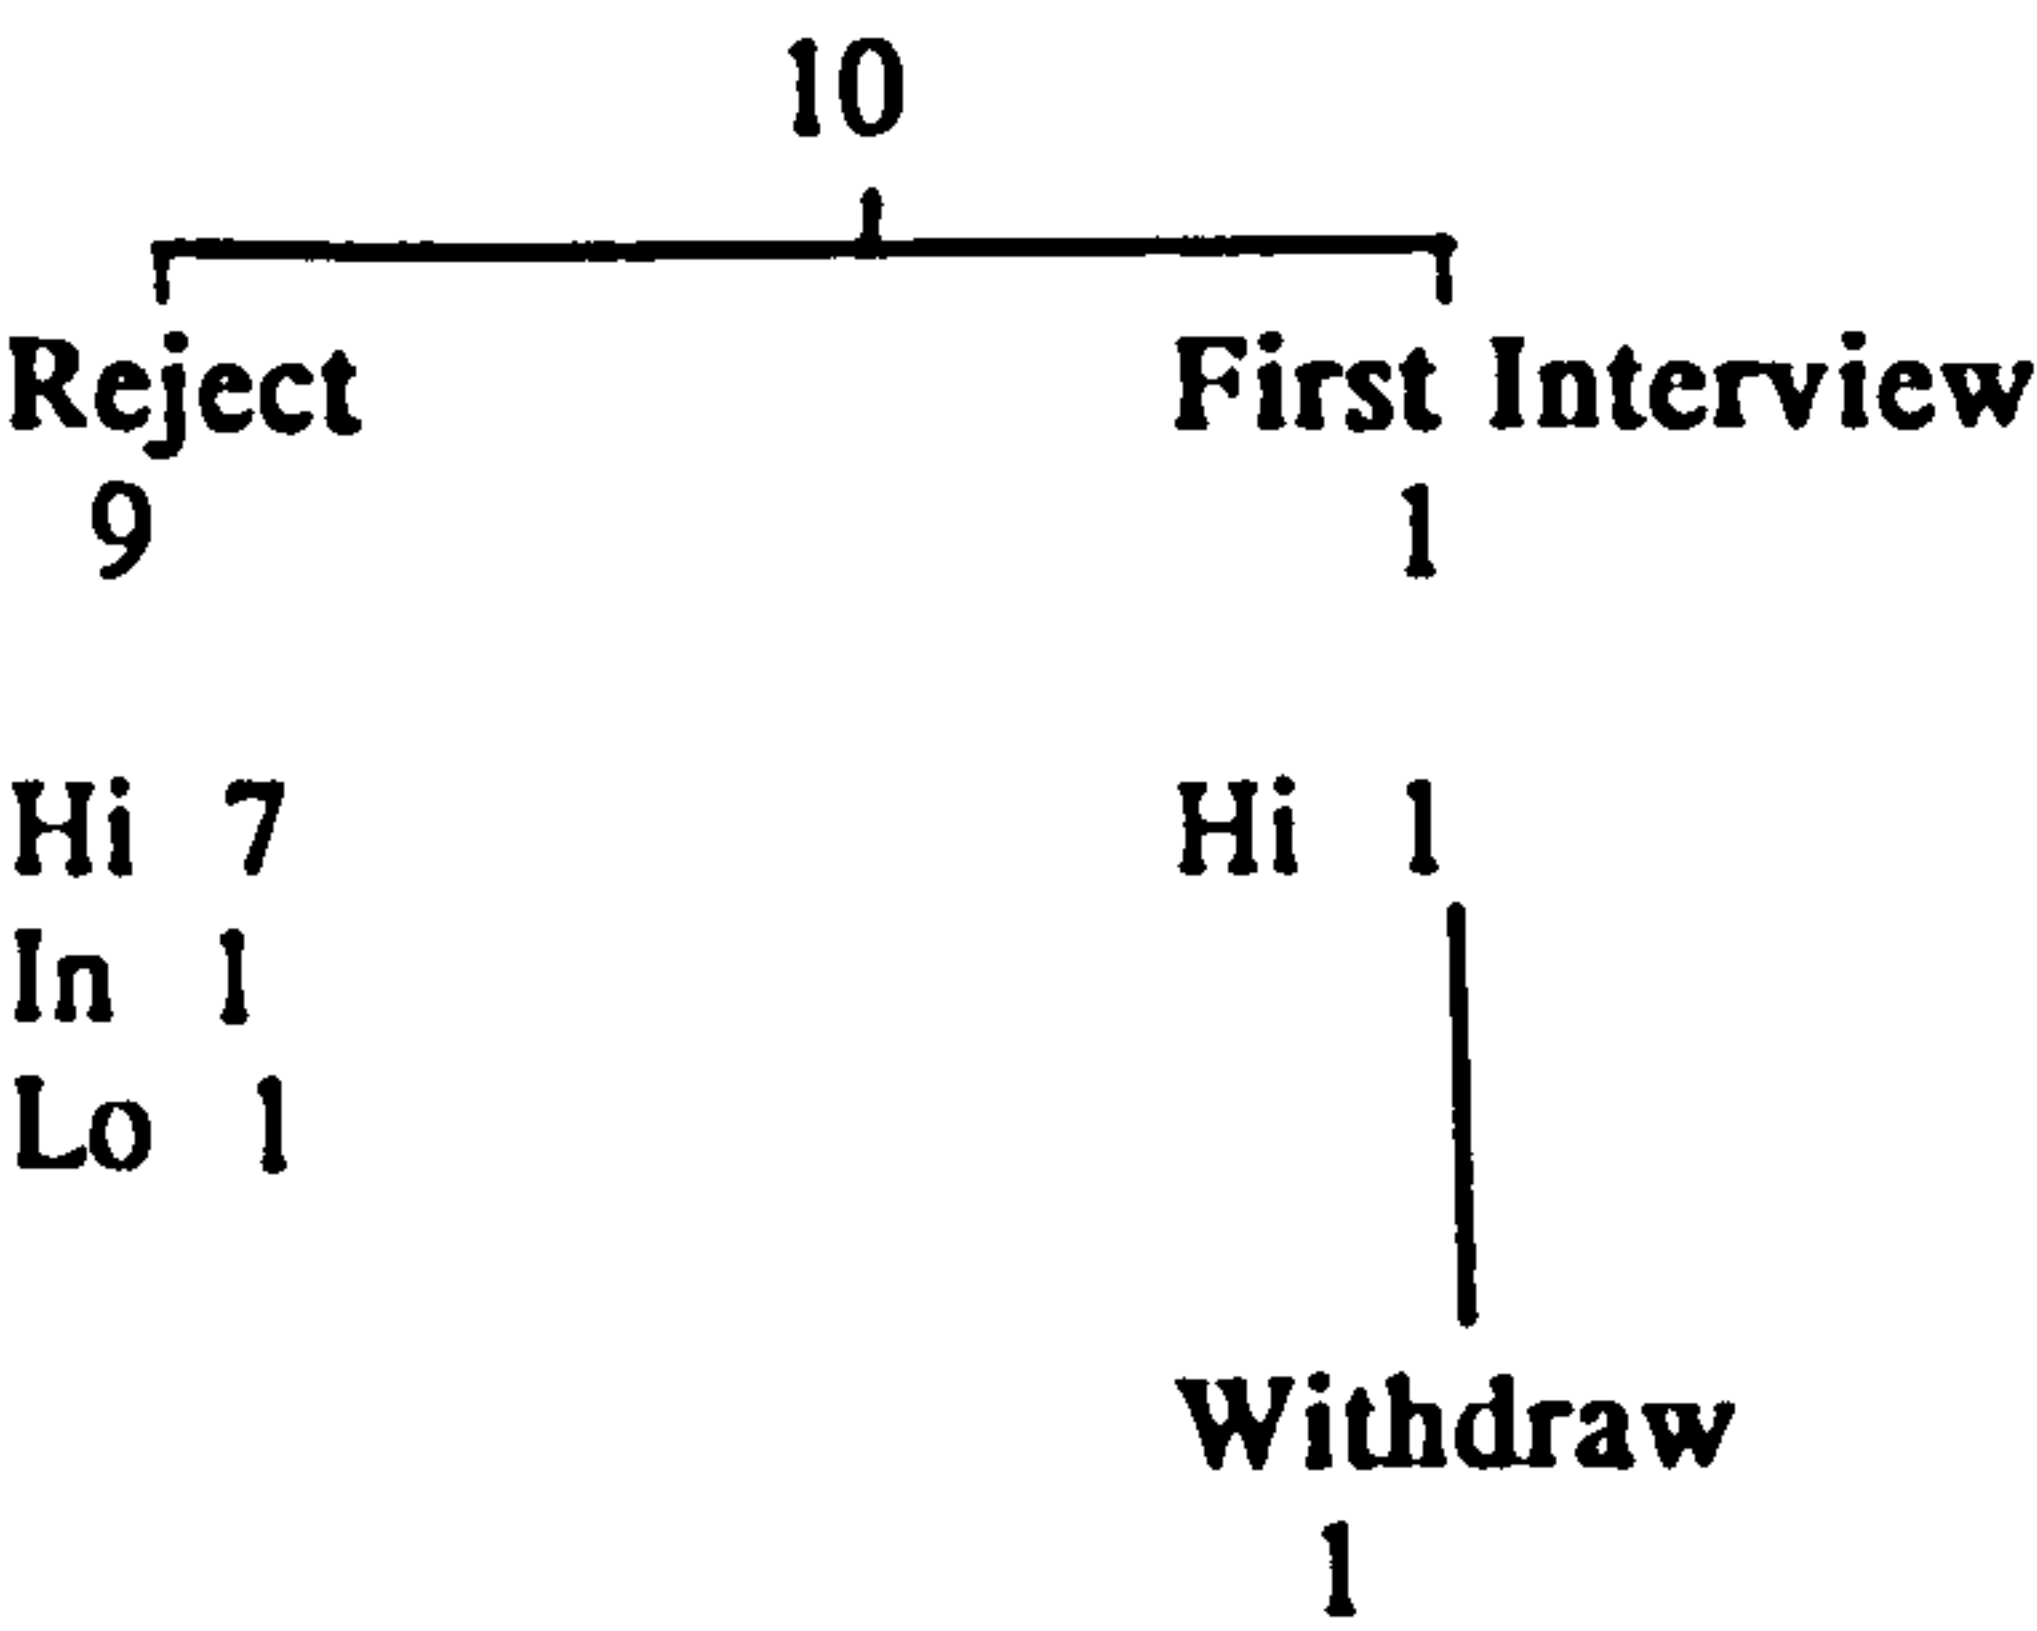 10
Reject First Interview
9 1
Hi 7 Hi 1
In 1
Lo 1
Withdraw
1